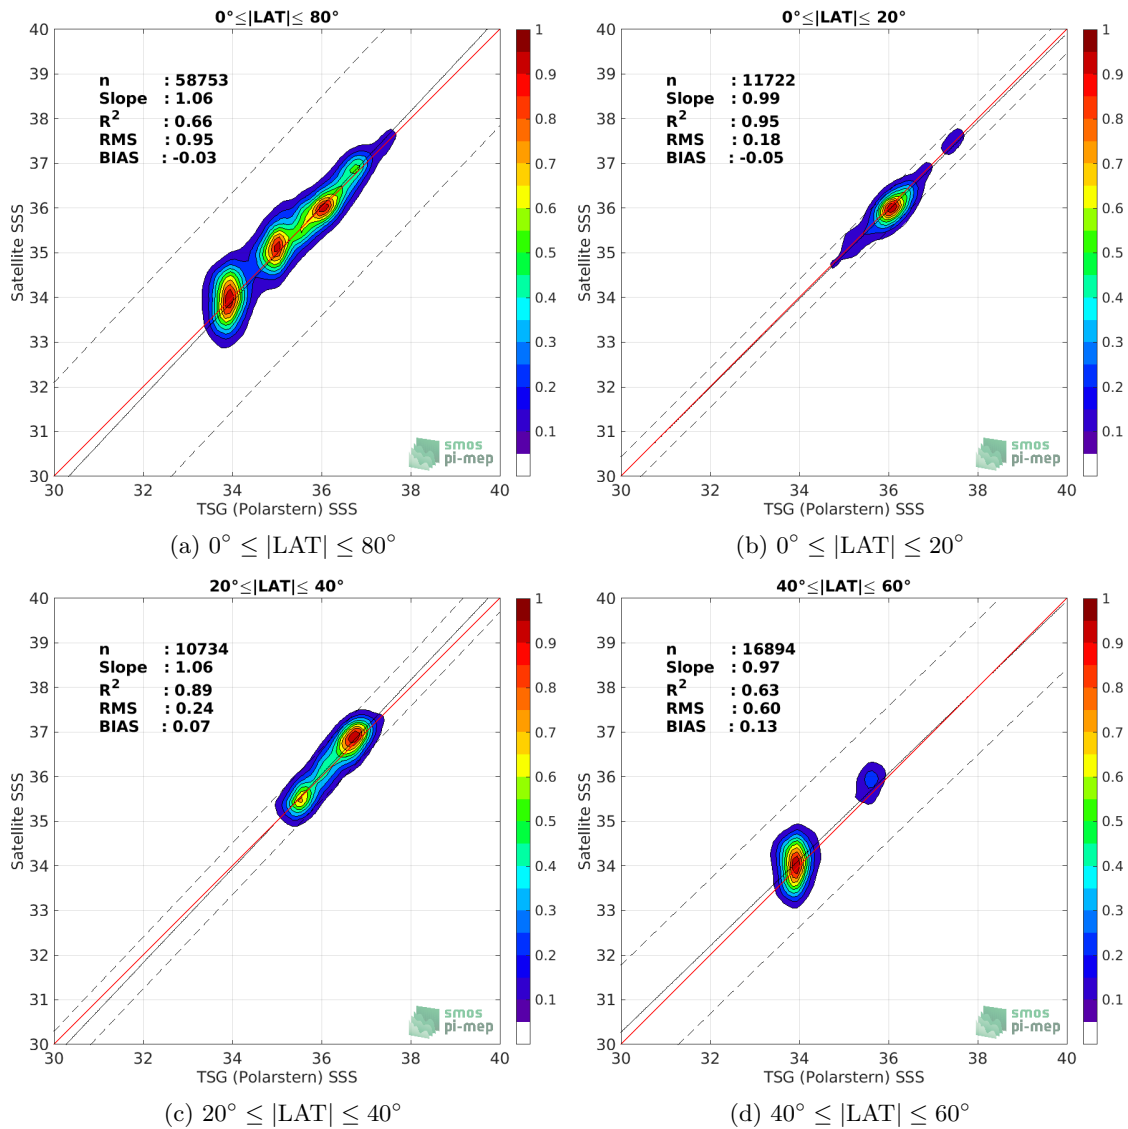 0°≤|LAT|≤ 80°
n : 58753
Slope : 1.06
R2 : 0.66
RMS : 0.95
BIAS : -0.03
Satellite SSS
40
39
38
37
36
35
34
33
32
31
30
30 32 34 36 38 40
TSG (Polarstern) SSS
1
0.9
0.8
0.7
0.6
0.5
0.4
0.3
0.2
0.1
smos
pi-mep
(a) 0° ≤ |LAT| ≤ 80°
0°≤|LAT|≤ 20°
n : 11722
Slope : 0.99
R2 : 0.95
RMS : 0.18
BIAS : -0.05
Satellite SSS
40
39
38
37
36
35
34
33
32
31
30
30 32 34 36 38 40
TSG (Polarstern) SSS
1
0.9
0.8
0.7
0.6
0.5
0.4
0.3
0.2
0.1
smos
pi-mep
(b) 0° ≤ |LAT| ≤ 20°
20°≤|LAT|≤ 40°
n : 10734
Slope : 1.06
R2 : 0.89
RMS : 0.24
BIAS : 0.07
Satellite SSS
40
39
38
37
36
35
34
33
32
31
30
30 32 34 36 38 40
TSG (Polarstern) SSS
1
0.9
0.8
0.7
0.6
0.5
0.4
0.3
0.2
0.1
smos
pi-mep
(c) 20° ≤ |LAT| ≤ 40°
40°≤|LAT|≤ 60°
n : 16894
Slope : 0.97
R2 : 0.63
RMS : 0.60
BIAS : 0.13
Satellite SSS
40
39
38
37
36
35
34
33
32
31
30
30 32 34 36 38 40
TSG (Polarstern) SSS
1
0.9
0.8
0.7
0.6
0.5
0.4
0.3
0.2
0.1
smos
pi-mep
(d) 40° ≤ |LAT| ≤ 60°